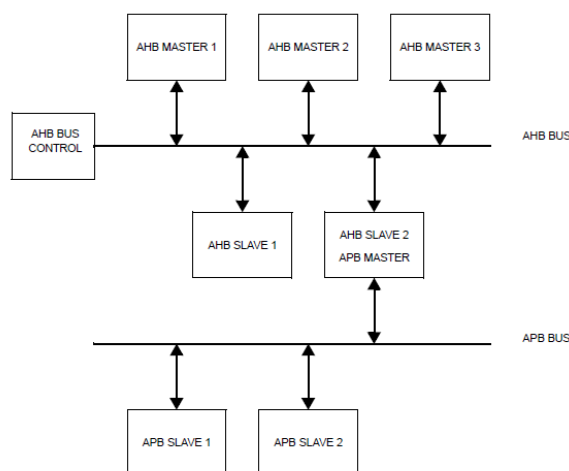 AHB MASTER 1
AHB MASTER 2
AHB MASTER 3
AHB BUS
CONTROL
AHB BUS
AHB SLAVE 1
AHB SLAVE 2
APB MASTER
APB BUS
APB SLAVE 1
APB SLAVE 2